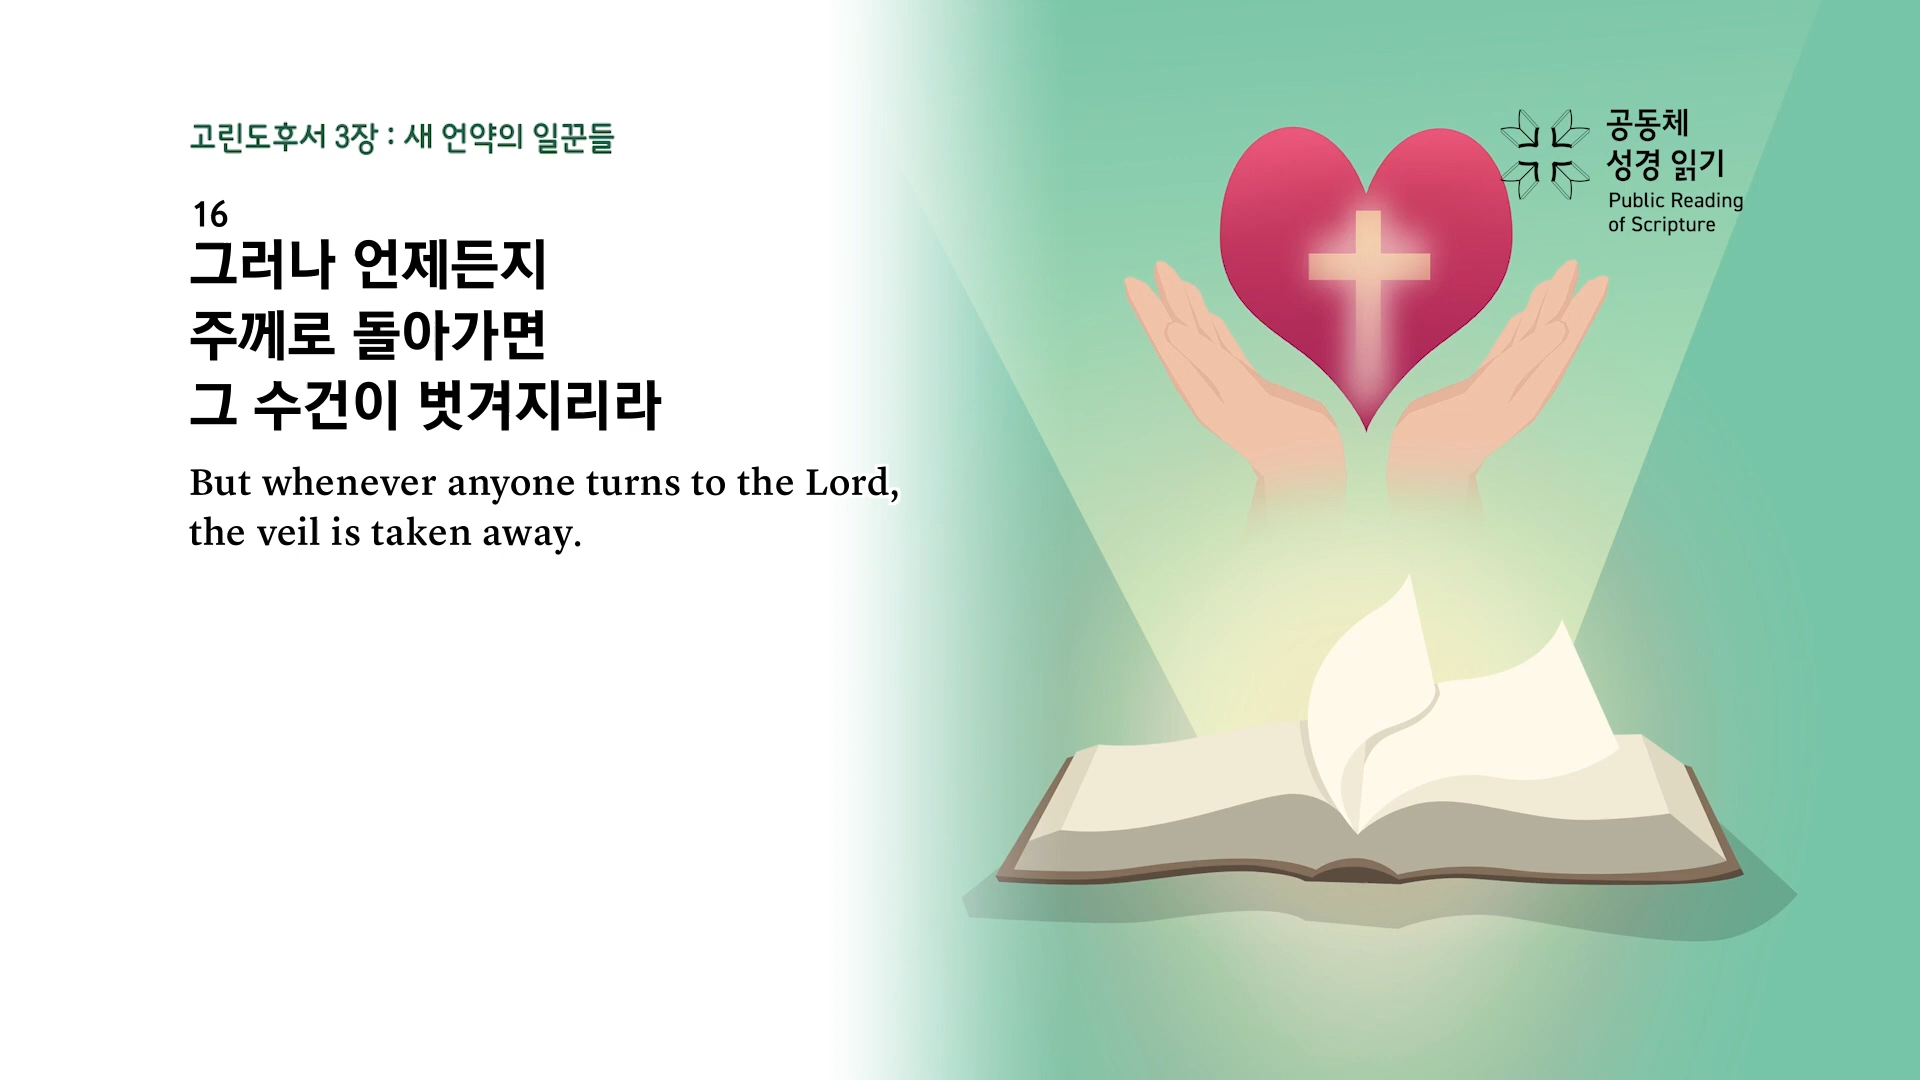 고린도후서 3장 : 새 언약의 일꾼들
16
그러나 언제든지
주께로 돌아가면
그 수건이 벗겨지리라
But whenever anyone turns to the Lord,
the veil is taken away.
공동체
성경 읽기
Public Reading
of Scripture